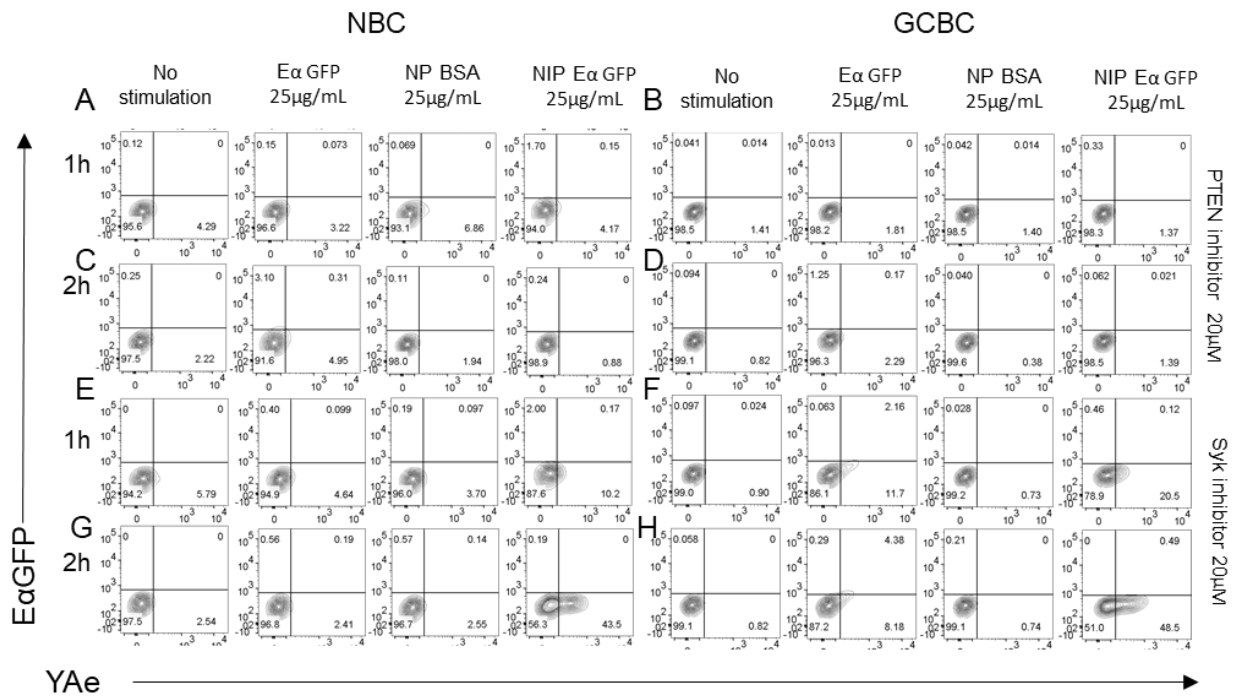 NBC GCBC
No stimulation
Eα GFP 25µg/mL
NP BSA 25µg/mL
NIP Eα GFP 25µg/mL
No stimulation
Eα GFP 25µg/mL
NP BSA 25µg/mL
NIP Eα GFP 25µg/mL
A B
1h
0.12 0 0.15 0.073 0.069 0 1.70 0.15 0.041 0.014 0.013 0 0.042 0.014 0.33 0
95.6 4.29 96.6 3.22 93.1 6.86 94.0 4.17 98.5 1.41 98.2 1.81 98.5 1.40 98.3 1.37
C D
2h
0.25 0 3.10 0.31 0.11 0 0.24 0 0.094 0 1.25 0.17 0.040 0 0.062 0.021
97.5 2.22 91.6 4.95 98.0 1.94 98.9 0.88 99.1 0.82 96.3 2.29 99.6 0.38 98.5 1.39
PTEN inhibitor 20µM
E F
1h
0 0 0.40 0.099 0.19 0.097 2.00 0.17 0.097 0.024 0.063 2.16 0.028 0 0.46 0.12
94.2 5.79 94.9 4.64 96.0 3.70 87.6 10.2 99.0 0.90 86.1 11.7 99.2 0.73 78.9 20.5
G H
2h
0 0 0.56 0.19 0.57 0.14 0.19 0 0.058 0 0.29 4.38 0.21 0 0 0.49
97.5 2.54 96.8 2.41 96.7 2.55 56.3 43.5 99.1 0.82 87.2 8.18 99.1 0.74 51.0 48.5
Syk inhibitor 20µM
EαGFP
YAe